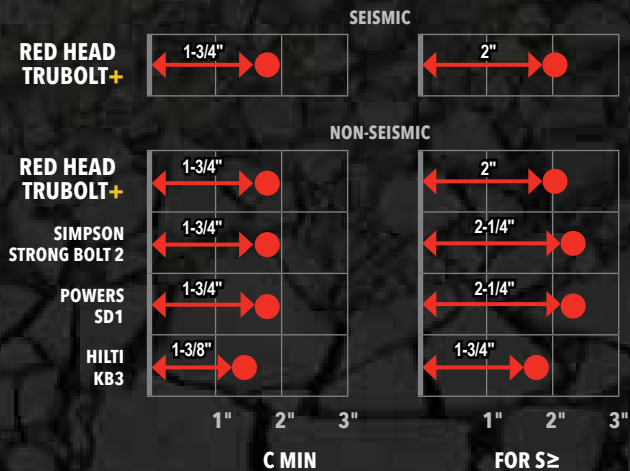 SEISMIC
RED HEAD
TRUBOLT+
1-3/4"
2"
NON-SEISMIC
RED HEAD
TRUBOLT+
1-3/4"
2"
SIMPSON
STRONG BOLT 2
1-3/4"
2-1/4"
POWERS
SD1
1-3/4"
2-1/4"
HILTI
KB3
1-3/8"
1-3/4"
1" 2" 3" 1" 2" 3"
C MIN FOR S≥